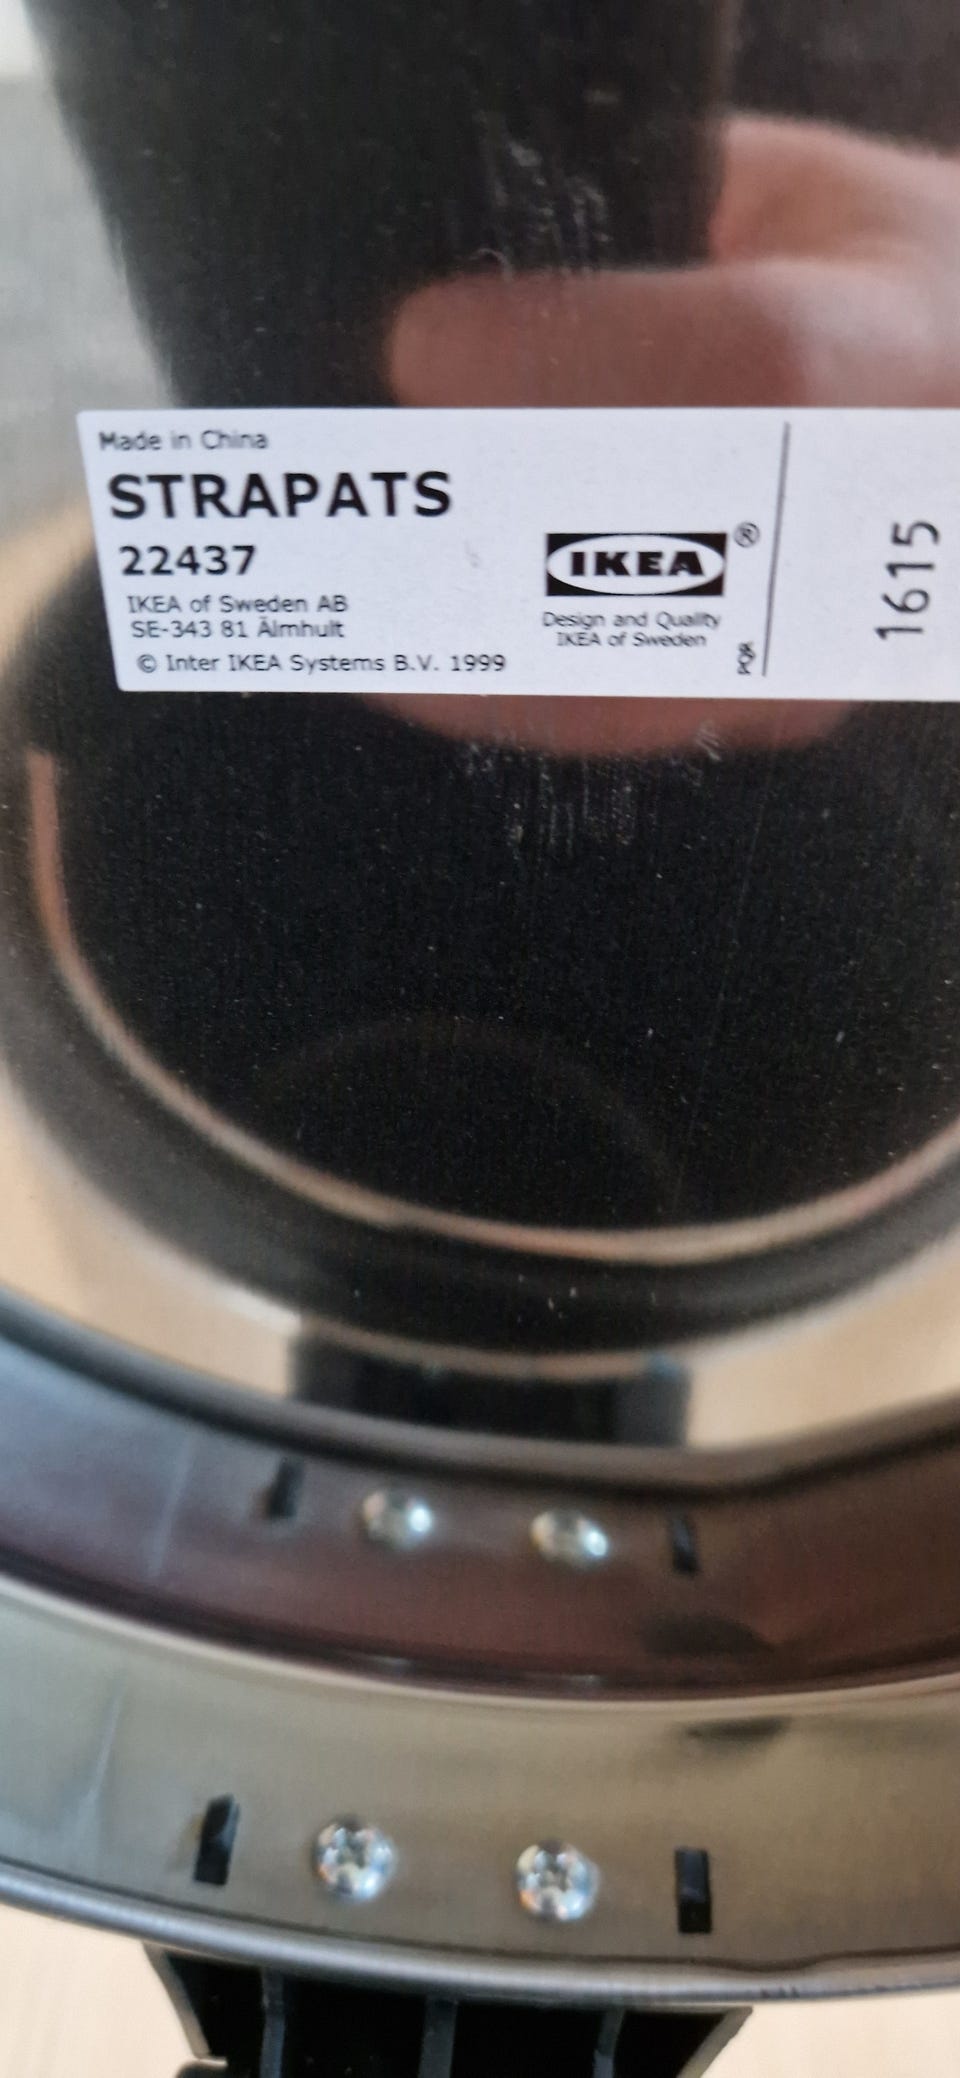 Made in China
STRAPATS
22437
IKEA of Sweden AB
SE-343 81 Älmhult
© Inter IKEA Systems B.V. 1999
IKEA®
Design and Quality
IKEA of Sweden
PQR
1615